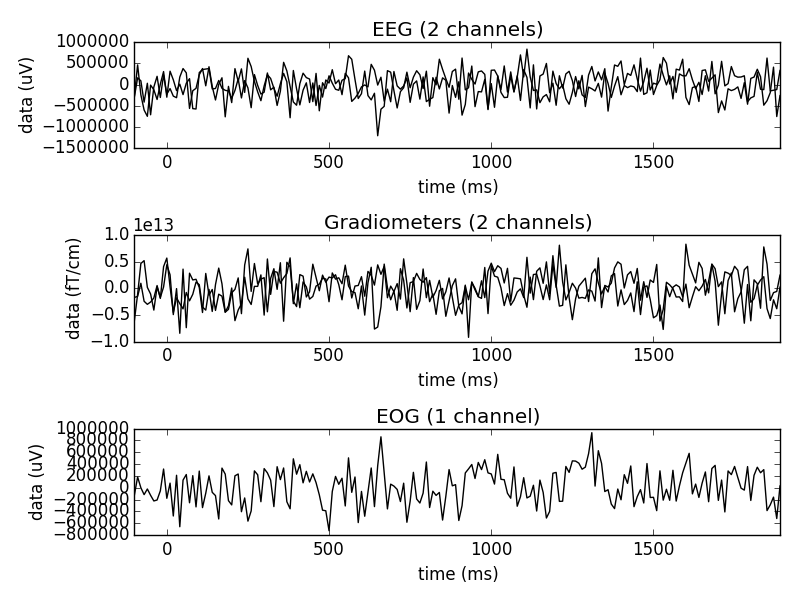 EEG (2 channels)
1000000
500000
0
−500000
−1000000
−1500000
data (uV)
0 500 1000 1500
time (ms)
Gradiometers (2 channels)
1e13
1.0
0.5
0.0
−0.5
−1.0
data (fT/cm)
0 500 1000 1500
time (ms)
EOG (1 channel)
1000000
800000
600000
400000
200000
0
−200000
−400000
−600000
−800000
data (uV)
0 500 1000 1500
time (ms)